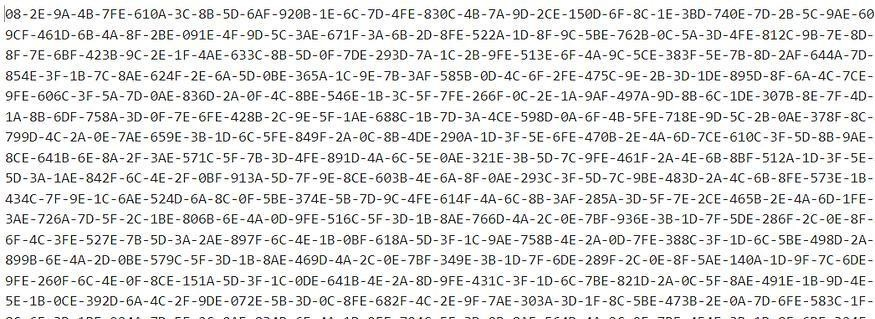 08-2E-9A-4B-7FE-610A-3C-8B-5D-6AF-920B-1E-6C-7D-4FE-830C-4B-7A-9D-2CE-150D-6F-8C-1E-3BD-740E-7D-2B-5C-9AE-60
9CF-461D-6B-4A-8F-2BE-091E-4F-9D-5C-3AE-671F-3A-6B-2D-8FE-522A-1D-8F-9C-5BE-762B-0C-5A-3D-4FE-812C-9B-7E-8D-
8F-7E-6BF-423B-9C-2E-1F-4AE-633C-8B-5D-0F-7DE-293D-7A-1C-2B-9FE-513E-6F-4A-9C-5CE-383F-5E-7B-8D-2AF-644A-7D-
854E-3F-1B-7C-8AE-624F-2E-6A-5D-0BE-365A-1C-9E-7B-3AF-585B-0D-4C-6F-2FE-475C-9E-2B-3D-1DE-895D-8F-6A-4C-7CE-
9FE-606C-3F-5A-7D-0AE-836D-2A-0F-4C-8BE-546E-1B-3C-5F-7FE-266F-0C-2E-1A-9AF-497A-9D-8B-6C-1DE-307B-8E-7F-4D-
1A-8B-6DF-758A-3D-0F-7E-6FE-428B-2C-9E-5F-1AE-688C-1B-7D-3A-4CE-598D-0A-6F-4B-5FE-718E-9D-5C-2B-0AE-378F-8C-
799D-4C-2A-0E-7AE-659E-3B-1D-6C-5FE-849F-2A-0C-8B-4DE-290A-1D-3F-5E-6FE-470B-2E-4A-6D-7CE-610C-3F-5D-8B-9AE-
8CE-641B-6E-8A-2F-3AE-571C-5F-7B-3D-4FE-891D-4A-6C-5E-0AE-321E-3B-5D-7C-9FE-461F-2A-4E-6B-8BF-512A-1D-3F-5E-
5D-3A-1AE-842F-6C-4E-2F-0BF-913A-5D-7F-9E-8CE-603B-4E-6A-8F-0AE-293C-3F-5D-7C-9BE-483D-2A-4C-6B-8FE-573E-1B-
434C-7F-9E-1C-6AE-524D-6A-8C-0F-5BE-374E-5B-7D-9C-4FE-614F-4A-6C-8B-3AF-285A-3D-5F-7E-2CE-465B-2E-4A-6D-1FE-
3AE-726A-7D-5F-2C-1BE-806B-6E-4A-0D-9FE-516C-5F-3D-1B-8AE-766D-4A-2C-0E-7BF-936E-3B-1D-7F-5DE-286F-2C-0E-8F-
6F-4C-3FE-527E-7B-5D-3A-2AE-897F-6C-4E-1B-0BF-618A-5D-3F-1C-9AE-758B-4E-2A-0D-7FE-388C-3F-1D-6C-5BE-498D-2A-
899B-6E-4A-2D-0BE-579C-5F-3D-1B-8AE-469D-4A-2C-0E-7BF-349E-3B-1D-7F-6DE-289F-2C-0E-8F-5AE-140A-1D-9F-7C-6DE-
9FE-260F-6C-4E-0F-8CE-151A-5D-3F-1C-0DE-641B-4E-2A-8D-9FE-431C-3F-1D-6C-7BE-821D-2A-0C-5F-8AE-491E-1B-9D-4E-
5E-1B-0CE-392D-6A-4C-2F-9DE-072E-5B-3D-0C-8FE-682F-4C-2E-9F-7AE-303A-3D-1F-8C-5BE-473B-2E-0A-7D-6FE-583C-1F-